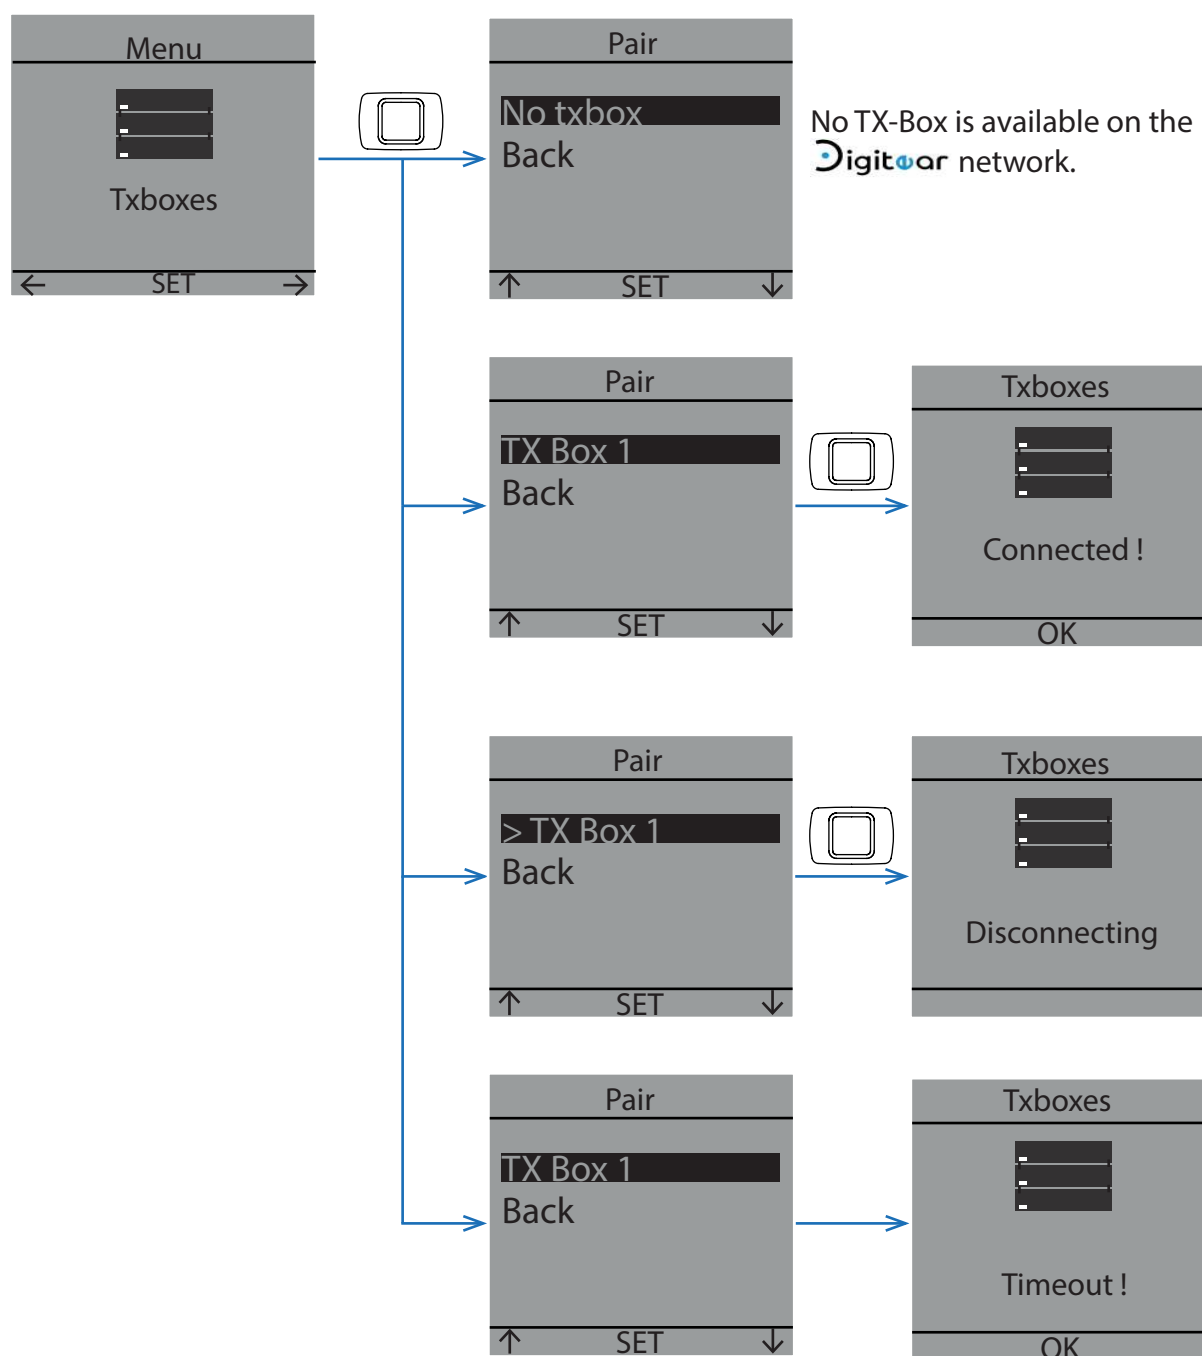 Menu
Txboxes
← SET →
Pair
No txbox
Back
↑ SET ↓
No TX-Box is available on the
Digitear network.
Pair
TX Box 1
Back
↑ SET ↓
Txboxes
Connected !
OK
Pair
> TX Box 1
Back
↑ SET ↓
Txboxes
Disconnecting
Pair
TX Box 1
Back
↑ SET ↓
Txboxes
Timeout !
OK